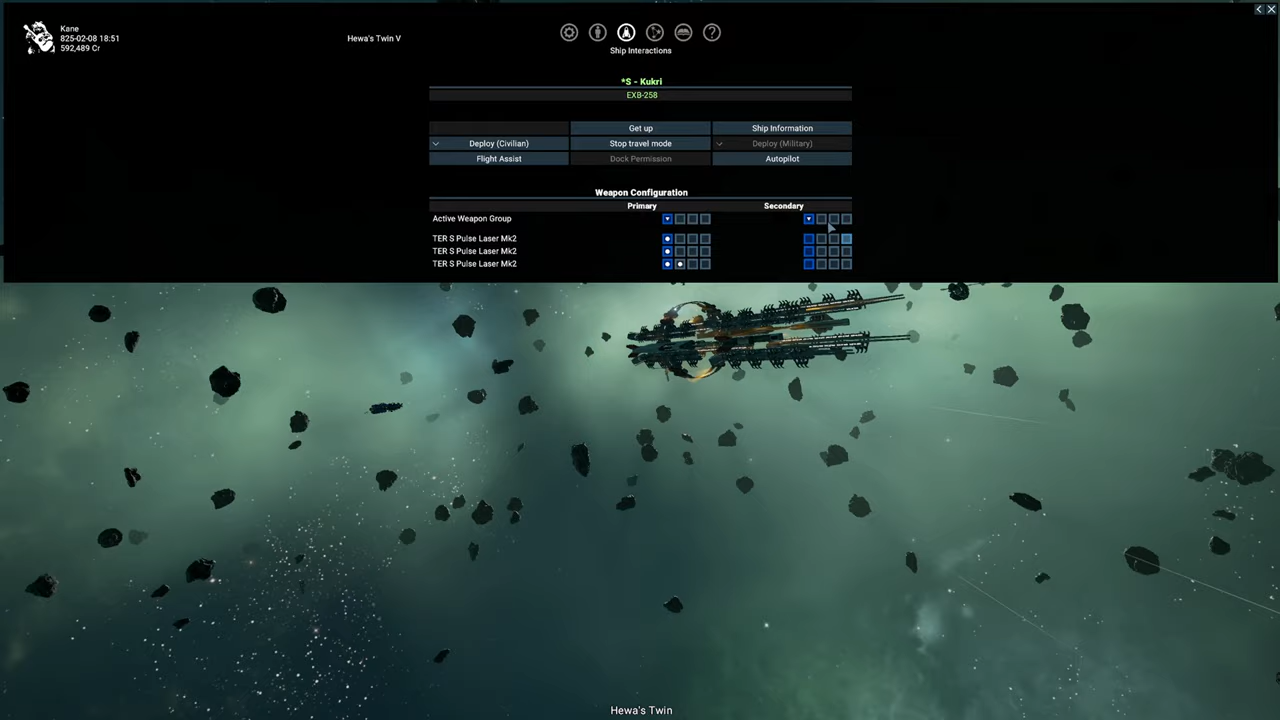 Kane
825-02-08 18:51
592,489 Cr
Hewa's Twin V
?
Ship Interactions
*S - Kukri
EXB-258
Get up
Ship Information
Deploy (Civilian)
Stop travel mode
Deploy (Military)
Flight Assist
Dock Permission
Autopilot
Weapon Configuration
Primary
Secondary
Active Weapon Group
TER S Pulse Laser Mk2
TER S Pulse Laser Mk2
TER S Pulse Laser Mk2
Hewa's Twin